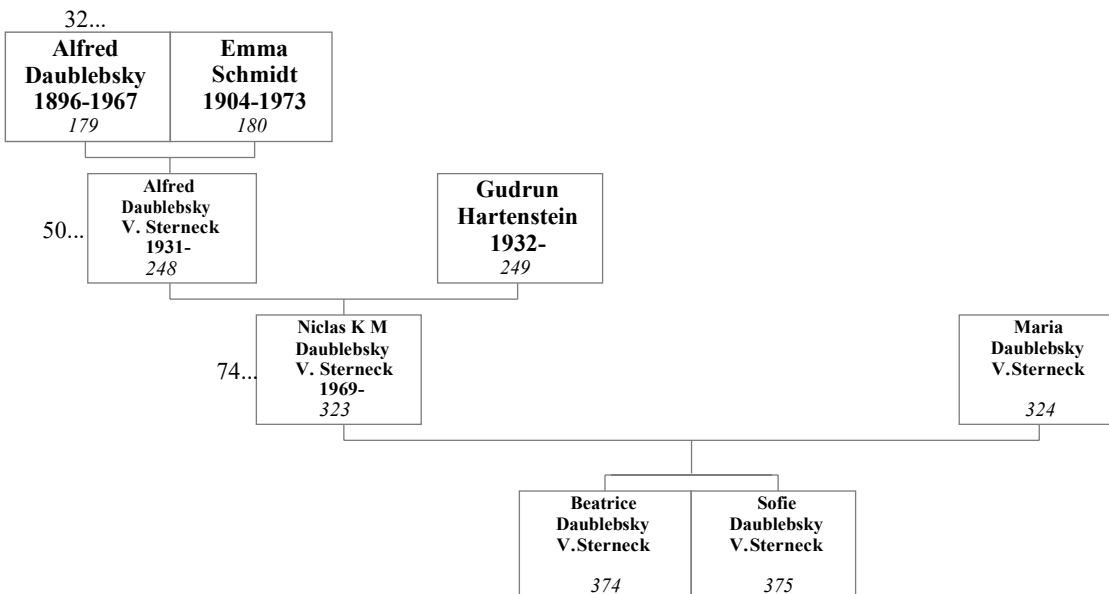 32...
Alfred
Daublebsky
1896-1967
179
Emma
Schmidt
1904-1973
180
50...
Alfred
Daublebsky
V. Sterneck
1931-
248
Gudrun
Hartenstein
1932-
249
74...
Niclas K M
Daublebsky
V. Sterneck
1969-
323
Maria
Daublebsky
V.Sterneck
324
Beatrice
Daublebsky
V.Sterneck
374
Sofie
Daublebsky
V.Sterneck
375